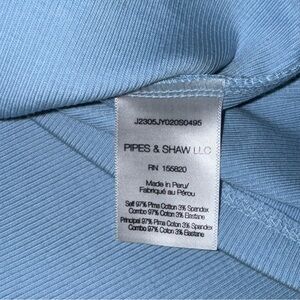 J2305JY020S0495
PIPES & SHAW LLC
RN 155820
Made in Peru/
Fabriqué au Pérou
Self 97% Pima Cotton 3% Spandex
Combo 97% Cotton 3% Elastane
Principal 97% Pima Coton 3% Spandex
Combo 97% Coton 3% Elastane